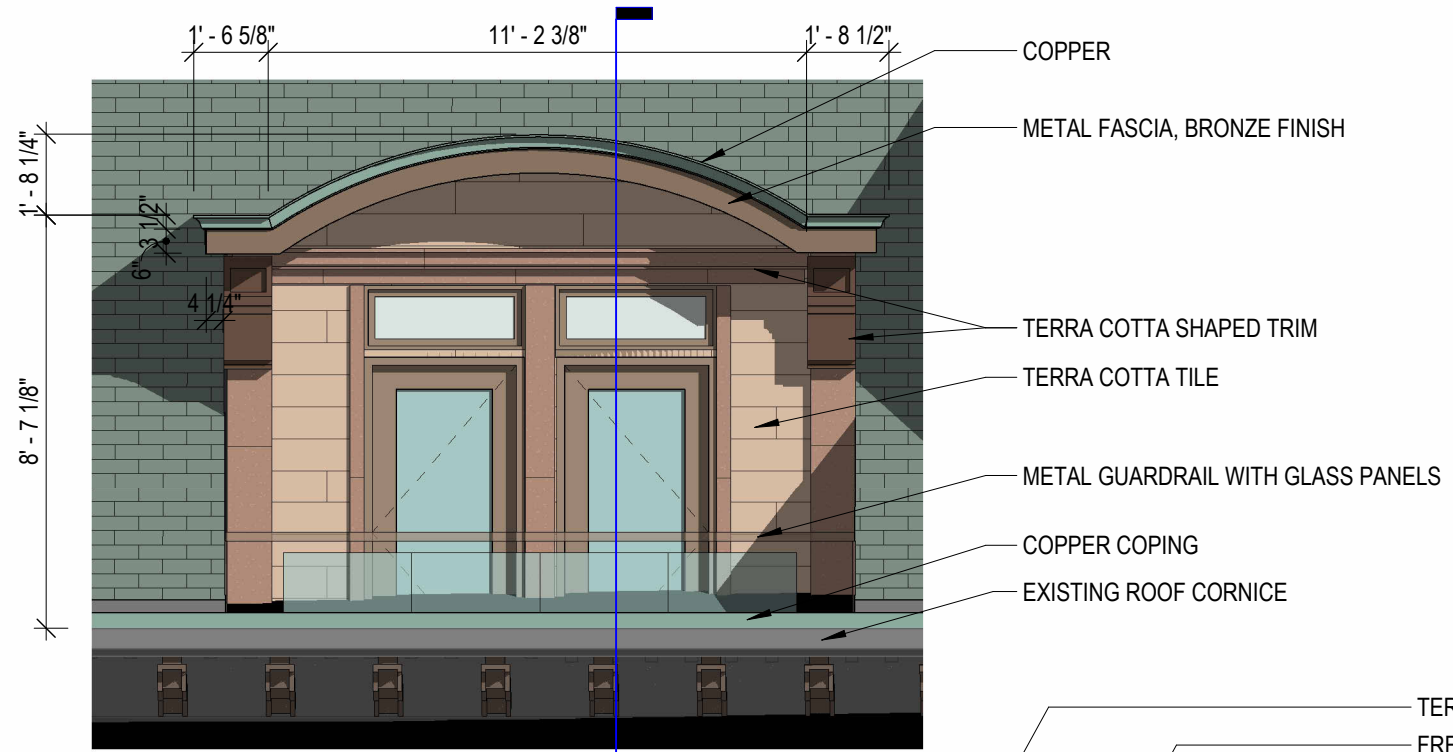 1' - 6 5/8"
11' - 2 3/8"
1' - 8 1/2"
COPPER
METAL FASCIA, BRONZE FINISH
1' - 8 1/4"
3 1/2"
6"
4 1/4"
TERRA COTTA SHAPED TRIM
TERRA COTTA TILE
8' - 7 1/8"
METAL GUARDRAIL WITH GLASS PANELS
COPPER COPING
EXISTING ROOF CORNICE
TER
FRE